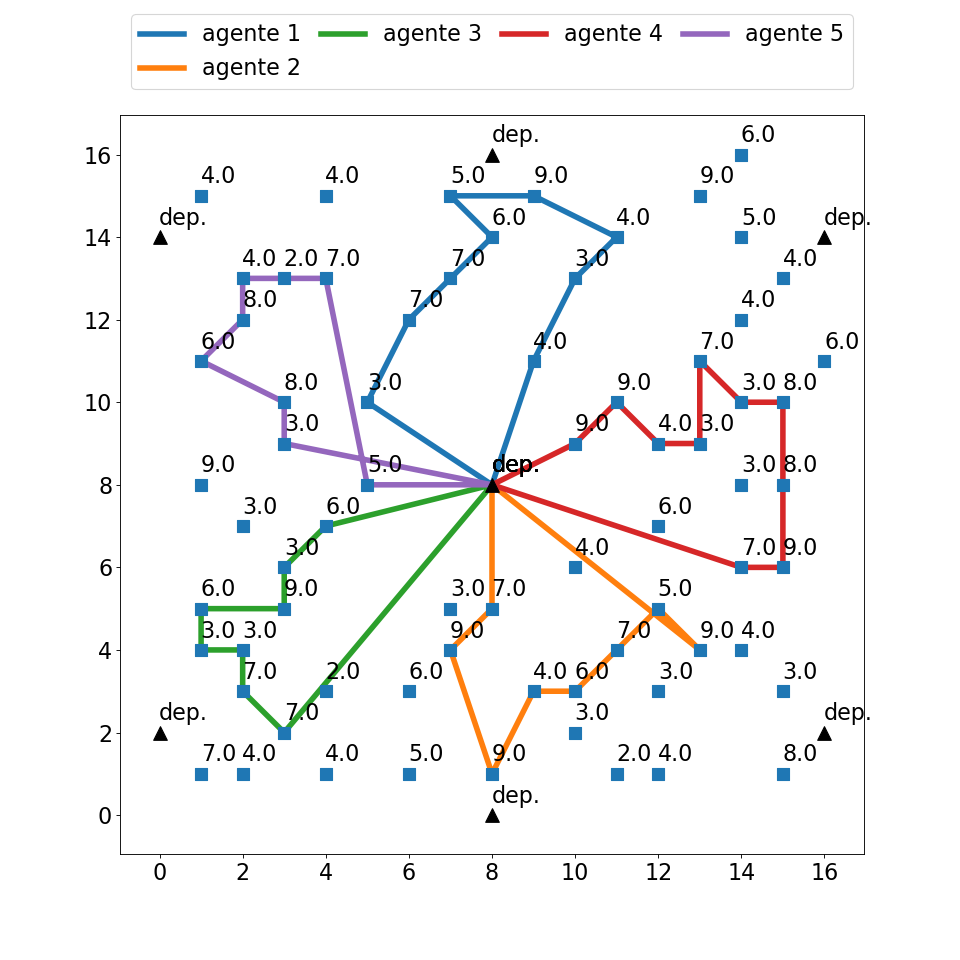 agente 1 agente 3 agente 4 agente 5
agente 2
6.0
dep.
16
4.0 4.0 5.0 9.0 9.0
dep. 6.0 4.0 5.0 dep.
14
4.0 2.0 7.0 7.0 3.0 4.0
8.0 7.0 4.0
12
6.0 4.0 7.0 6.0
8.0 3.0 9.0 3.0 8.0
10
3.0 9.0 4.0 3.0
9.0 5.0 dep. 3.0 8.0
8
3.0 6.0 6.0
3.0 4.0 7.0 9.0
6
6.0 9.0 3.0 7.0 5.0
3.0 3.0 9.0 7.0 9.0 4.0
4
7.0 2.0 6.0 4.0 6.0 3.0 3.0
dep. 7.0 3.0 dep.
2
7.0 4.0 4.0 5.0 9.0 2.0 4.0 8.0
dep.
0
0 2 4 6 8 10 12 14 16